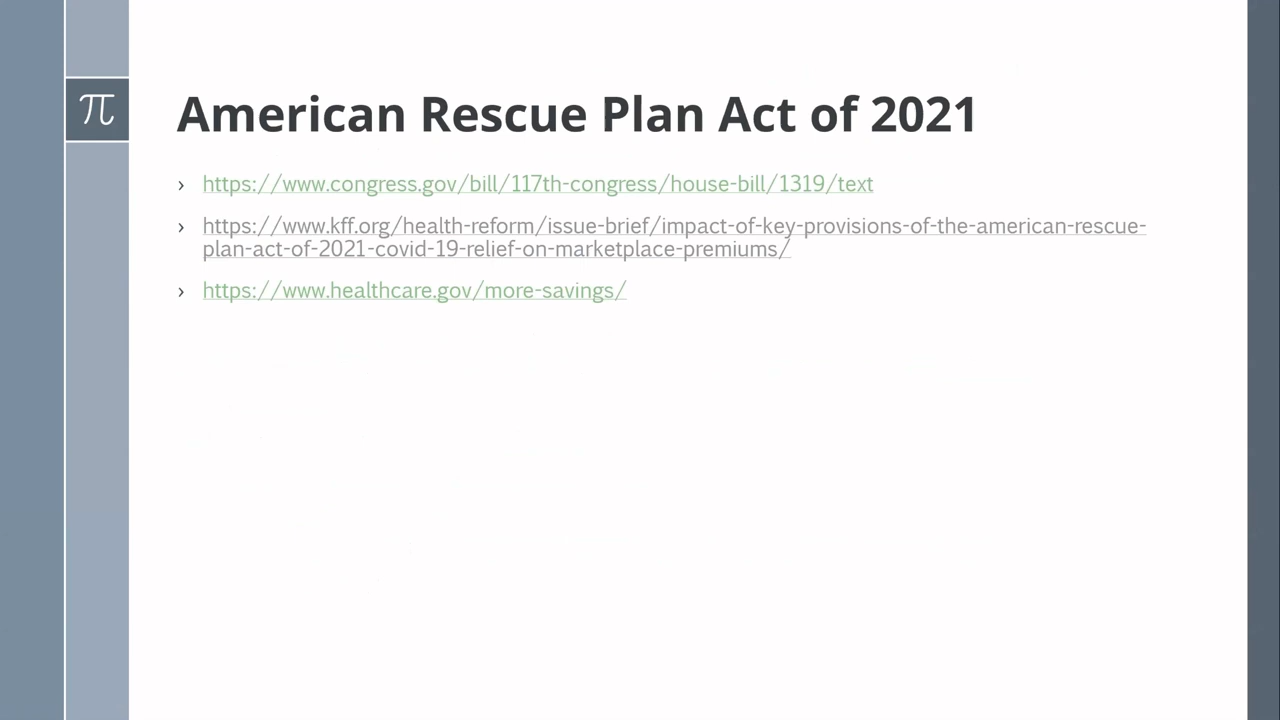 π
American Rescue Plan Act of 2021
› https://www.congress.gov/bill/117th-congress/house-bill/1319/text
› https://www.kff.org/health-reform/issue-brief/impact-of-key-provisions-of-the-american-rescue-
plan-act-of-2021-covid-19-relief-on-marketplace-premiums/
› https://www.healthcare.gov/more-savings/